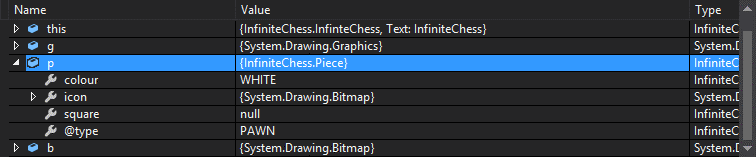 Name Value Type
this {InfiniteChess.InfinteChess, Text: InfiniteChess} InfiniteC
g {System.Drawing.Graphics} System.D
p {InfiniteChess.Piece} InfiniteC
colour WHITE InfiniteC
icon {System.Drawing.Bitmap} System.D
square null InfiniteC
@type PAWN InfiniteC
b {System.Drawing.Bitmap} System.D